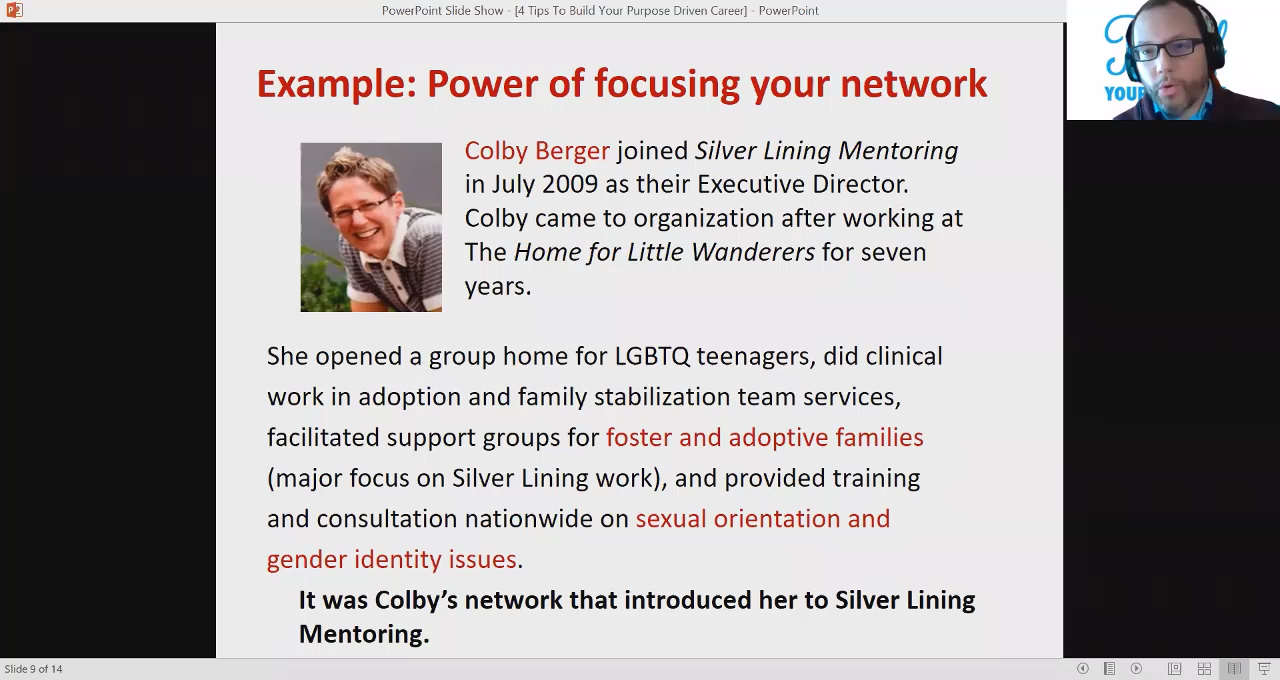 PowerPoint Slide Show - [4 Tips To Build Your Purpose Driven Career] - PowerPoint
YOUR
Example: Power of focusing your network
Colby Berger joined Silver Lining Mentoring
in July 2009 as their Executive Director.
Colby came to organization after working at
The Home for Little Wanderers for seven
years.
She opened a group home for LGBTQ teenagers, did clinical
work in adoption and family stabilization team services,
facilitated support groups for foster and adoptive families
(major focus on Silver Lining work), and provided training
and consultation nationwide on sexual orientation and
gender identity issues.
It was Colby’s network that introduced her to Silver Lining
Mentoring.
Slide 9 of 14